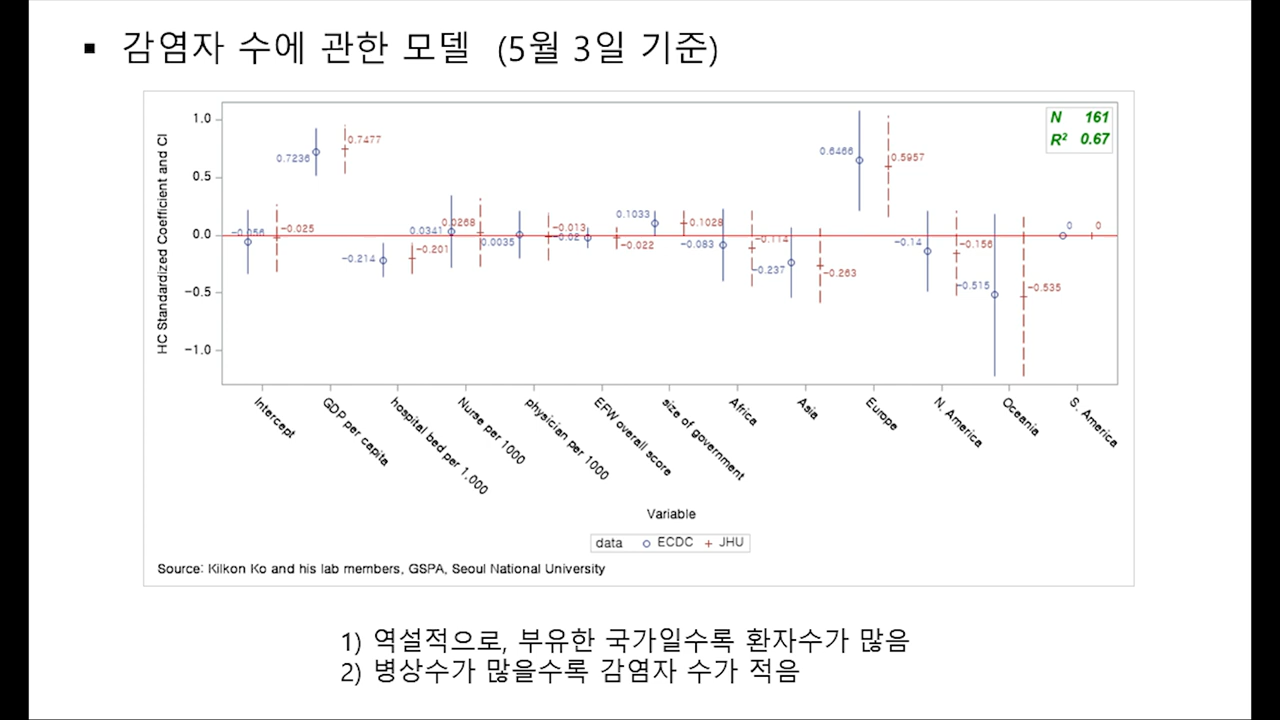 ▪ 감염자 수에 관한 모델 (5월 3일 기준)
N 161
R² 0.67
HC Standardized Coefficient and CI
1.0
0.5
0.0
-0.5
-1.0
-0.056
-0.025
0.7236
0.7477
-0.214
-0.201
0.0341
0.0268
0.0035
-0.013
-0.02
-0.022
0.1033
0.1028
-0.083
-0.114
-0.237
-0.263
0.6466
0.5957
-0.14
-0.156
-0.515
-0.535
0
0
Intercept
GDP per capita
hospital bed per 1,000
Nurse per 1000
physician per 1000
EFW overall score
size of government
Africa
Asia
Europe
N. America
Oceania
S. America
Variable
data ECDC JHU
Source: Kilkon Ko and his lab members, GSPA, Seoul National University
1) 역설적으로, 부유한 국가일수록 환자수가 많음
2) 병상수가 많을수록 감염자 수가 적음